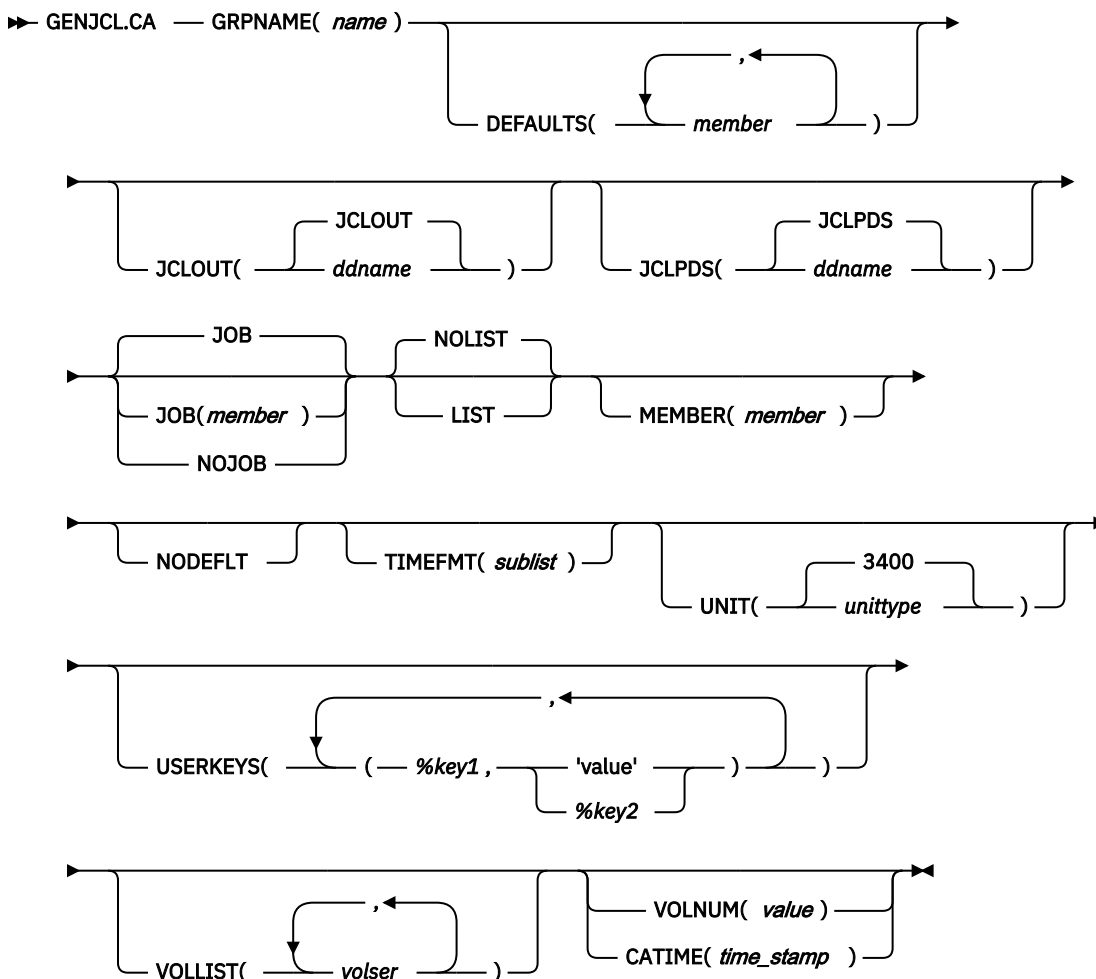 GENJCL.CA GRPNAME( name )
,
DEFAULTS( member )
JCLOUT JCLPDS
JCLOUT( ddname ) JCLPDS( ddname )
JOB NOLIST
JOB(member ) LIST MEMBER( member )
NOJOB
3400
NODEFLT TIMEFMT( sublist )
UNIT( unittype )
,
USERKEYS( ( %key1 , 'value' ) )
%key2
, VOLNUM( value )
VOLLIST( volser ) CATIME( time_stamp )